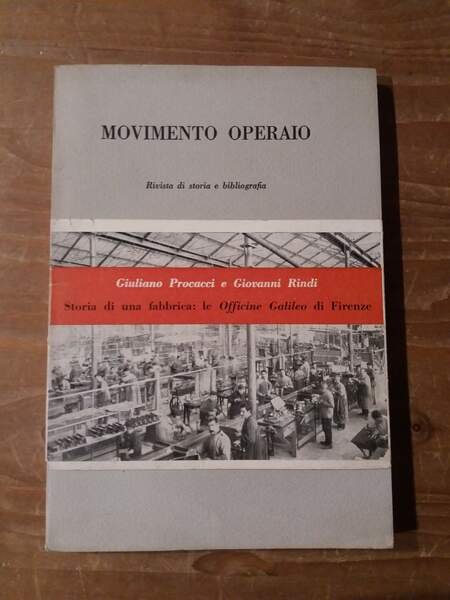 MOVIMENTO OPERAIO
Rivista di storia e bibliografia
Giuliano Procacci e Giovanni Rindi
Storia di una fabbrica: le Officine Galileo di Firenze